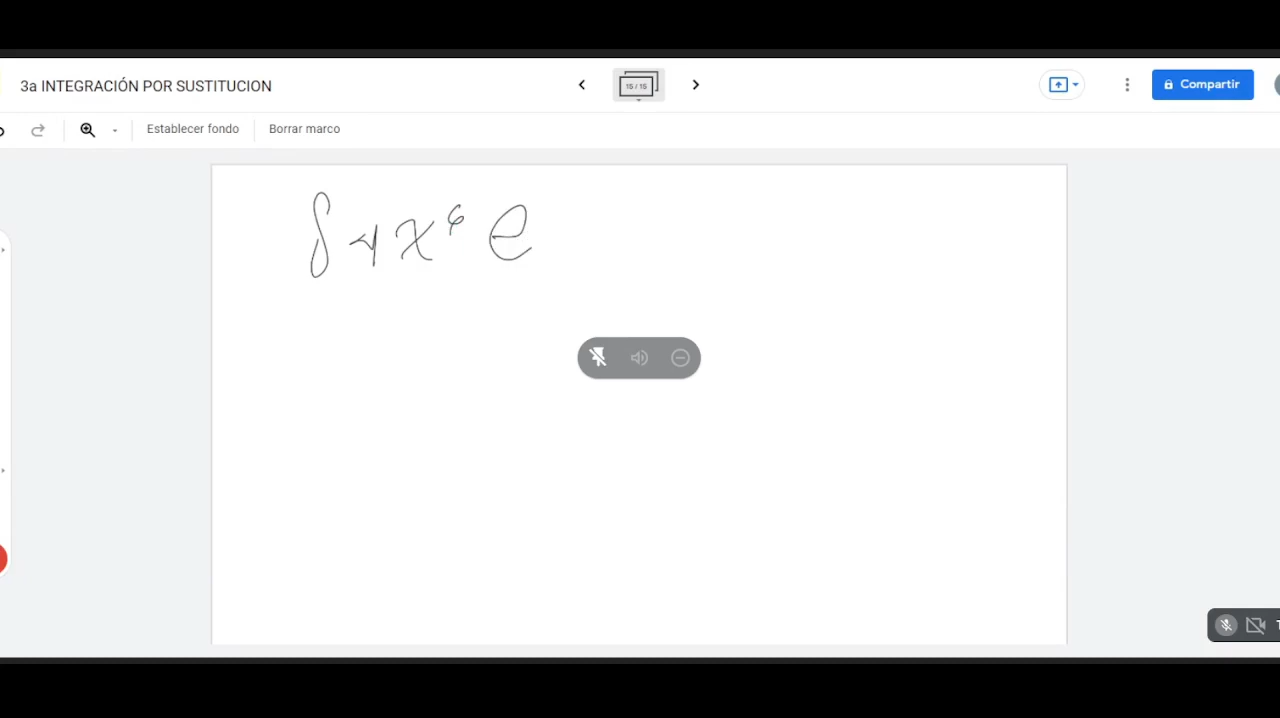 3a INTEGRACIÓN POR SUSTITUCION
15 / 15
Compartir
Establecer fondo
Borrar marco
∫ 4x⁶ e